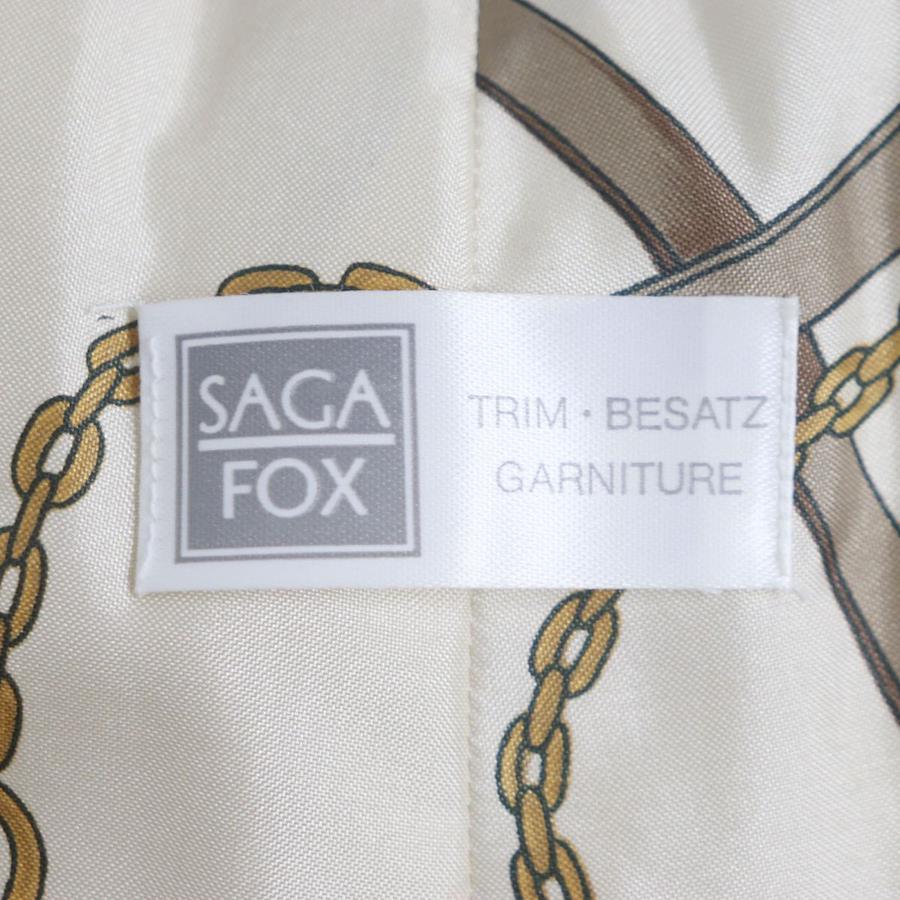 SAGA
FOX
TRIM · BESATZ
GARNITURE